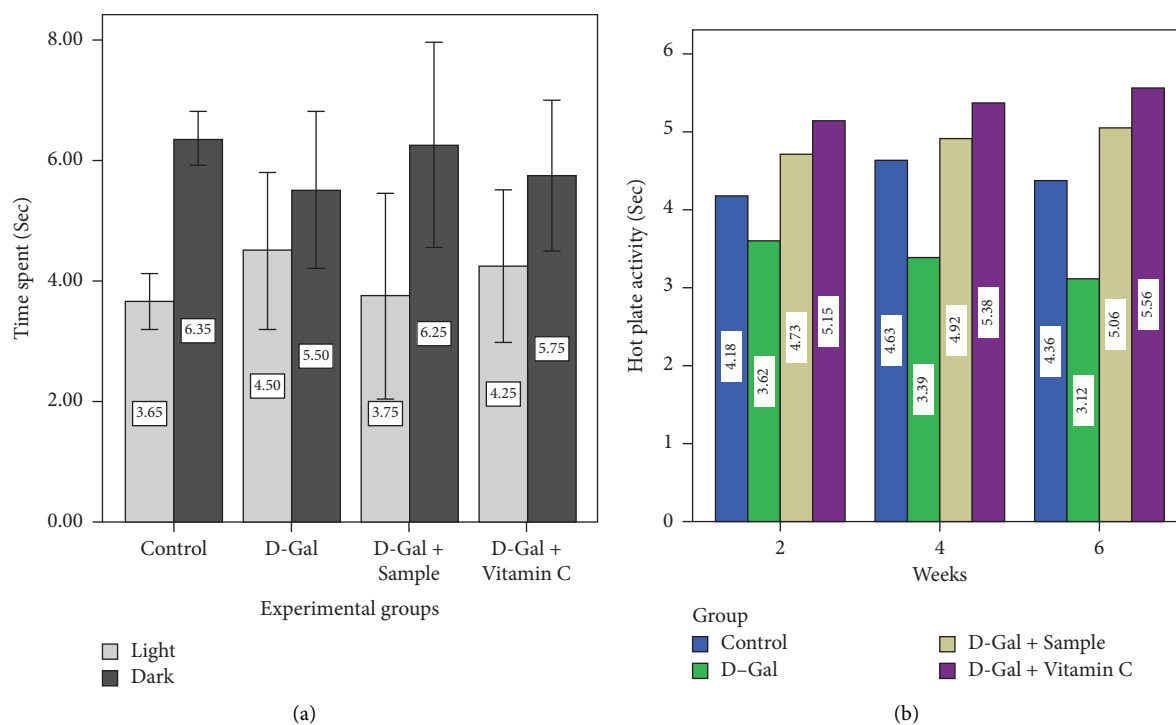 8.00
6.00
4.00
2.00
0.00
Time spent (Sec)
3.65
6.35
4.50
5.50
3.75
6.25
4.25
5.75
Control
D-Gal
D-Gal +
Sample
D-Gal +
Vitamin C
Experimental groups
Light
Dark
(a)
6
5
4
3
2
1
0
Hot plate activity (Sec)
4.18
3.62
4.73
5.15
4.63
3.39
4.92
5.38
4.36
3.12
5.06
5.56
2
4
6
Weeks
Group
Control
D–Gal
D-Gal + Sample
D-Gal + Vitamin C
(b)